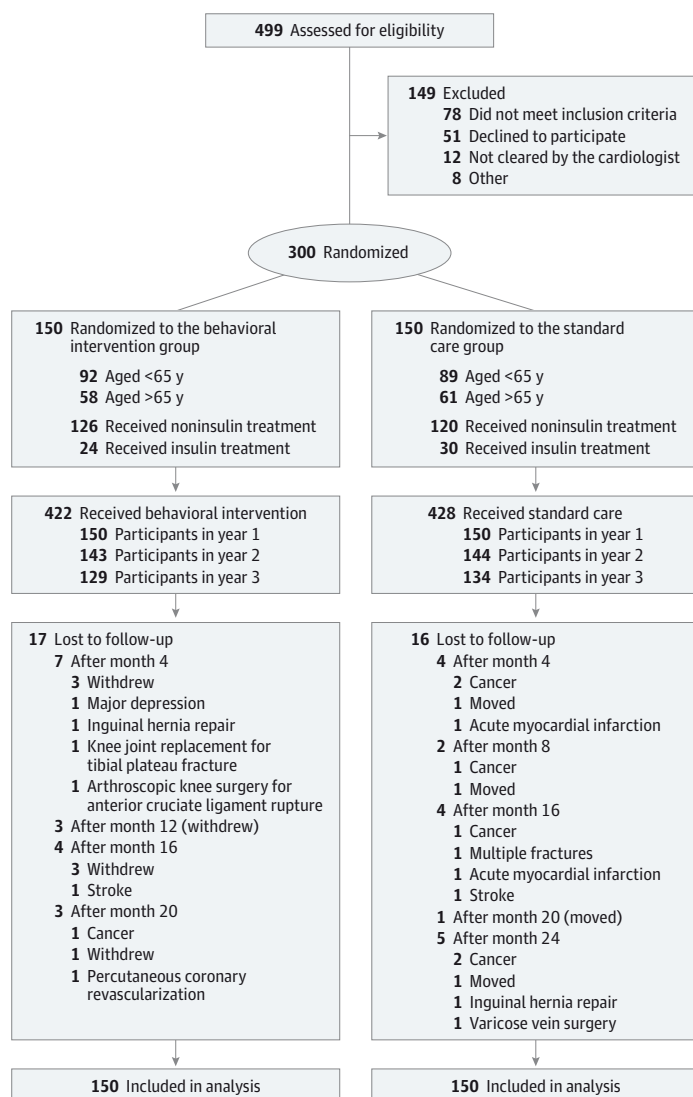 499 Assessed for eligibility
149 Excluded
78 Did not meet inclusion criteria
51 Declined to participate
12 Not cleared by the cardiologist
8 Other
300 Randomized
150 Randomized to the behavioral
intervention group
92 Aged <65 y
58 Aged >65 y
126 Received noninsulin treatment
24 Received insulin treatment
150 Randomized to the standard
care group
89 Aged <65 y
61 Aged >65 y
120 Received noninsulin treatment
30 Received insulin treatment
422 Received behavioral intervention
150 Participants in year 1
143 Participants in year 2
129 Participants in year 3
428 Received standard care
150 Participants in year 1
144 Participants in year 2
134 Participants in year 3
17 Lost to follow-up
7 After month 4
3 Withdrew
1 Major depression
1 Inguinal hernia repair
1 Knee joint replacement for
tibial plateau fracture
1 Arthroscopic knee surgery for
anterior cruciate ligament rupture
3 After month 12 (withdrew)
4 After month 16
3 Withdrew
1 Stroke
3 After month 20
1 Cancer
1 Withdrew
1 Percutaneous coronary
revascularization
16 Lost to follow-up
4 After month 4
2 Cancer
1 Moved
1 Acute myocardial infarction
2 After month 8
1 Cancer
1 Moved
4 After month 16
1 Cancer
1 Multiple fractures
1 Acute myocardial infarction
1 Stroke
1 After month 20 (moved)
5 After month 24
2 Cancer
1 Moved
1 Inguinal hernia repair
1 Varicose vein surgery
150 Included in analysis
150 Included in analysis